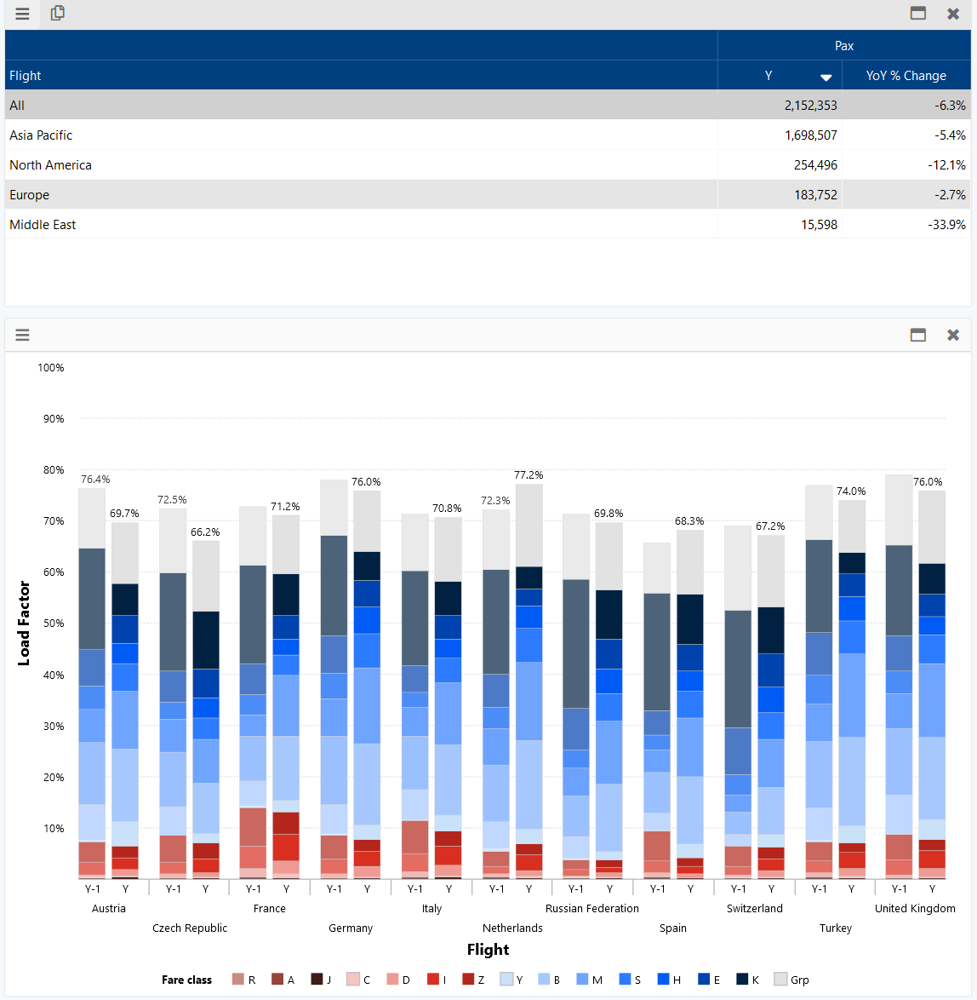 Pax
Flight Y YoY % Change
All 2,152,353 -6.3%
Asia Pacific 1,698,507 -5.4%
North America 254,496 -12.1%
Europe 183,752 -2.7%
Middle East 15,598 -33.9%
100%
90%
80%
70%
60%
50%
40%
30%
20%
10%
Load Factor
76.4% 69.7% 72.5% 66.2% 71.2% 76.0% 70.8% 72.3% 77.2% 69.8% 68.3% 67.2% 74.0% 76.0%
Y-1 Y Y-1 Y Y-1 Y Y-1 Y Y-1 Y Y-1 Y Y-1 Y Y-1 Y Y-1 Y Y-1 Y Y-1 Y
Austria France Italy Russian Federation Switzerland United Kingdom
Czech Republic Germany Netherlands Spain Turkey
Flight
Fare class R A J C D I Z Y B M S H E K Grp